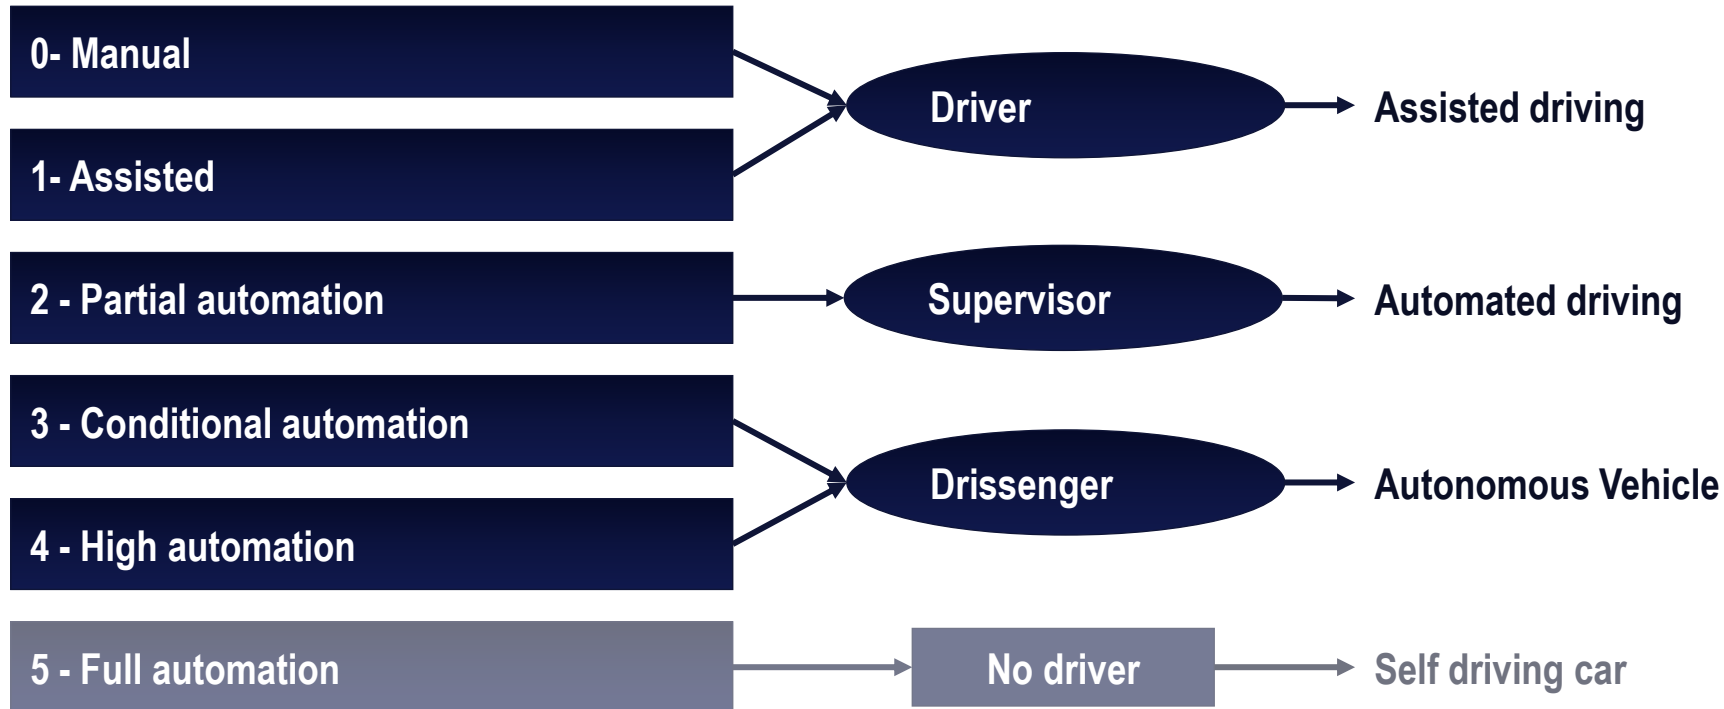 0- Manual
Driver
Assisted driving
1- Assisted
2 - Partial automation
Supervisor
Automated driving
3 - Conditional automation
Drissenger
Autonomous Vehicle
4 - High automation
5 - Full automation
No driver
Self driving car